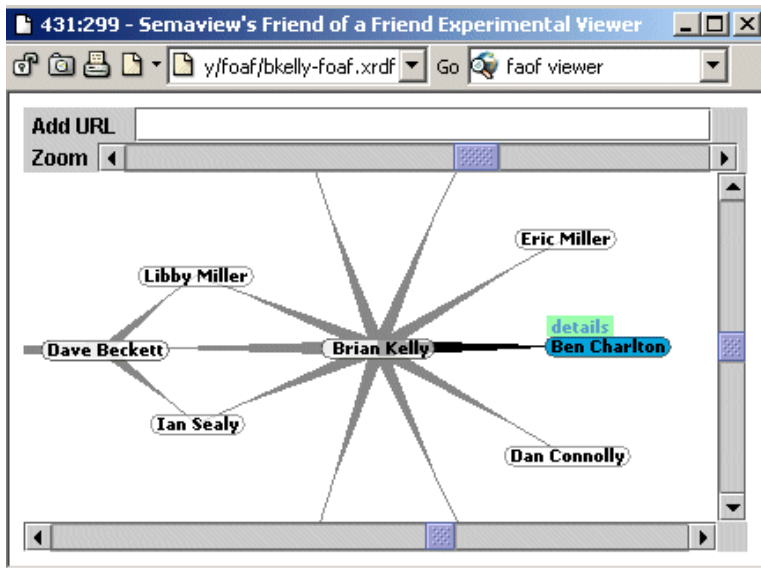 431:299 - Semaview's Friend of a Friend Experimental Viewer
y/foaf/bkelly-foaf.xrdf Go faof viewer
Add URL
Zoom
Eric Miller
Libby Miller
details
Dave Beckett Brian Kelly Ben Charlton
Ian Sealy
Dan Connolly